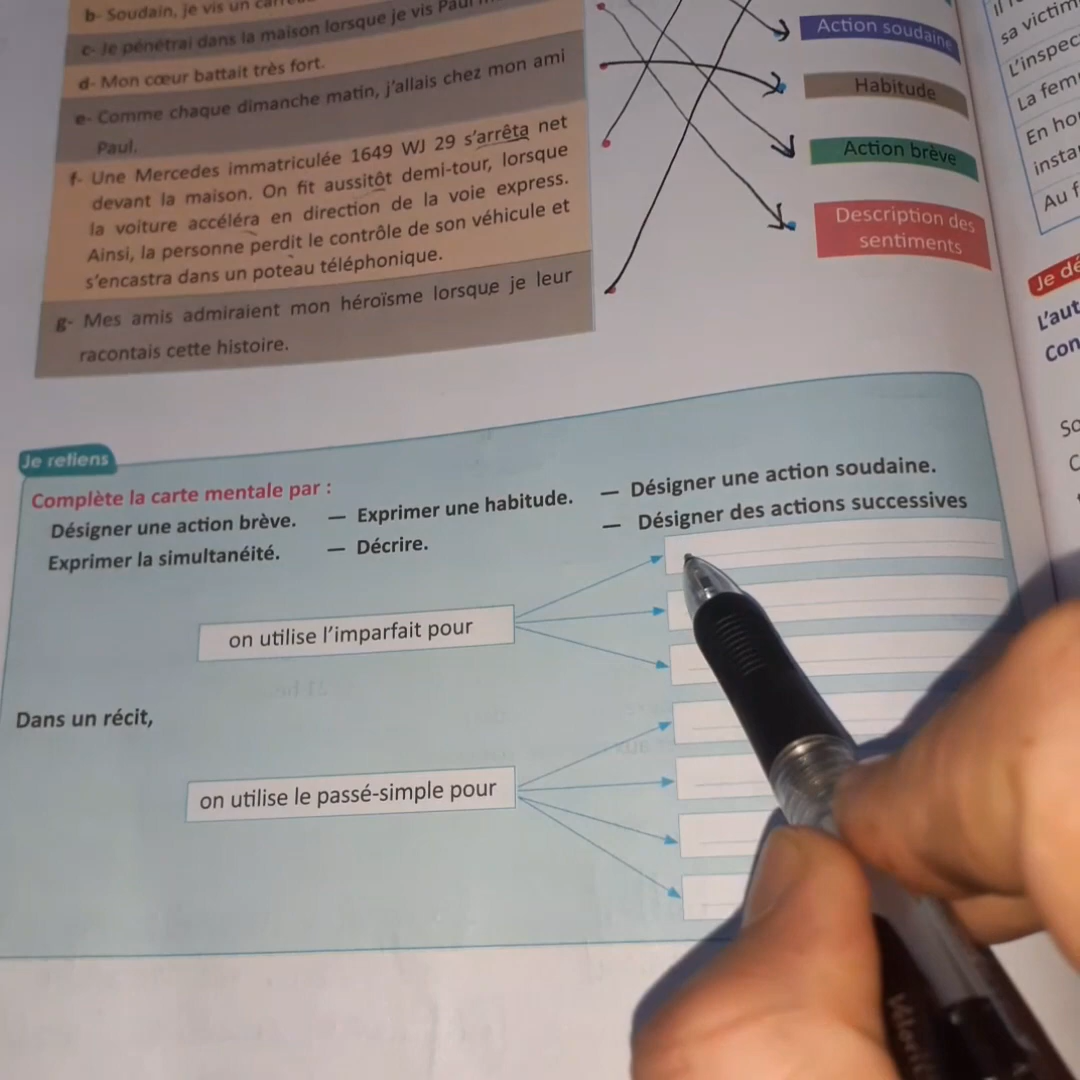 b- Soudain, je vis un
c- Je pénétrai dans la maison lorsque je vis Paul
d- Mon cœur battait très fort.
e- Comme chaque dimanche matin, j'allais chez mon ami
Paul.
f- Une Mercedes immatriculée 1649 WJ 29 s'arrêta net
devant la maison. On fit aussitôt demi-tour, lorsque
la voiture accéléra en direction de la voie express.
Ainsi, la personne perdit le contrôle de son véhicule et
s'encastra dans un poteau téléphonique.
g- Mes amis admiraient mon héroïsme lorsque je leur
racontais cette histoire.
Action soudaine
Habitude
Action brève
Description des
sentiments
Il
sa victim
L'inspec
La fem
En ho
insta
Au f
Je dé
L'aut
Con
So
C
Je retiens
Complète la carte mentale par :
Désigner une action brève. — Exprimer une habitude. — Désigner une action soudaine.
Exprimer la simultanéité. — Décrire. — Désigner des actions successives
on utilise l'imparfait pour
Dans un récit,
on utilise le passé-simple pour